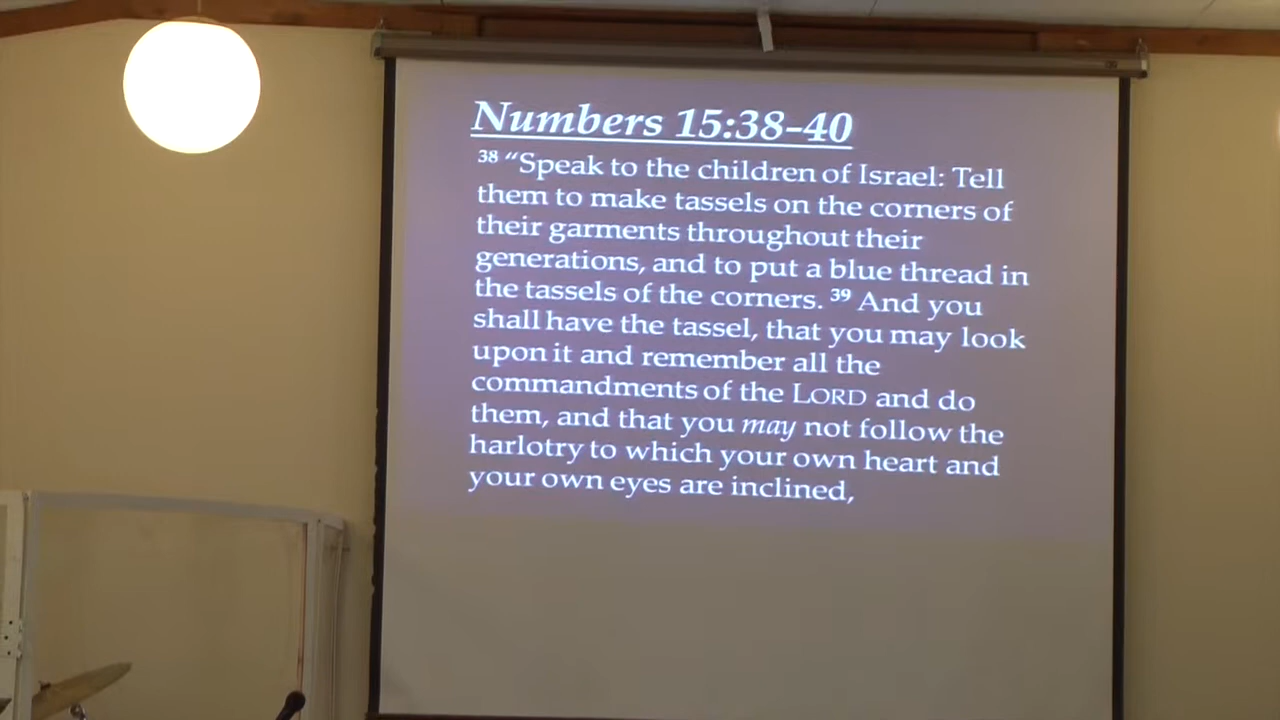 Numbers 15:38-40
38 “Speak to the children of Israel: Tell
them to make tassels on the corners of
their garments throughout their
generations, and to put a blue thread in
the tassels of the corners. 39 And you
shall have the tassel, that you may look
upon it and remember all the
commandments of the LORD and do
them, and that you may not follow the
harlotry to which your own heart and
your own eyes are inclined,